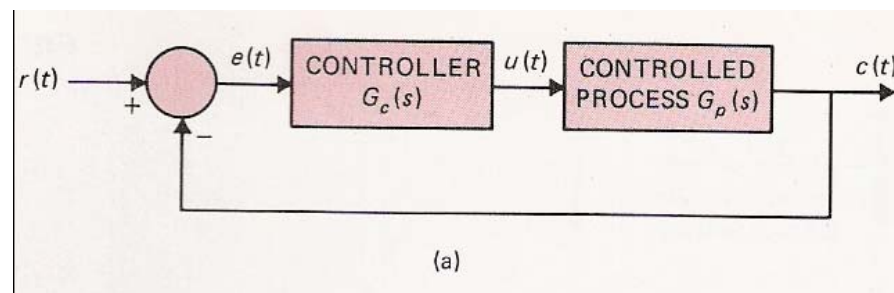 r(t)
+
−
e(t)
CONTROLLER
G_c(s)
u(t)
CONTROLLED
PROCESS G_p(s)
c(t)
(a)